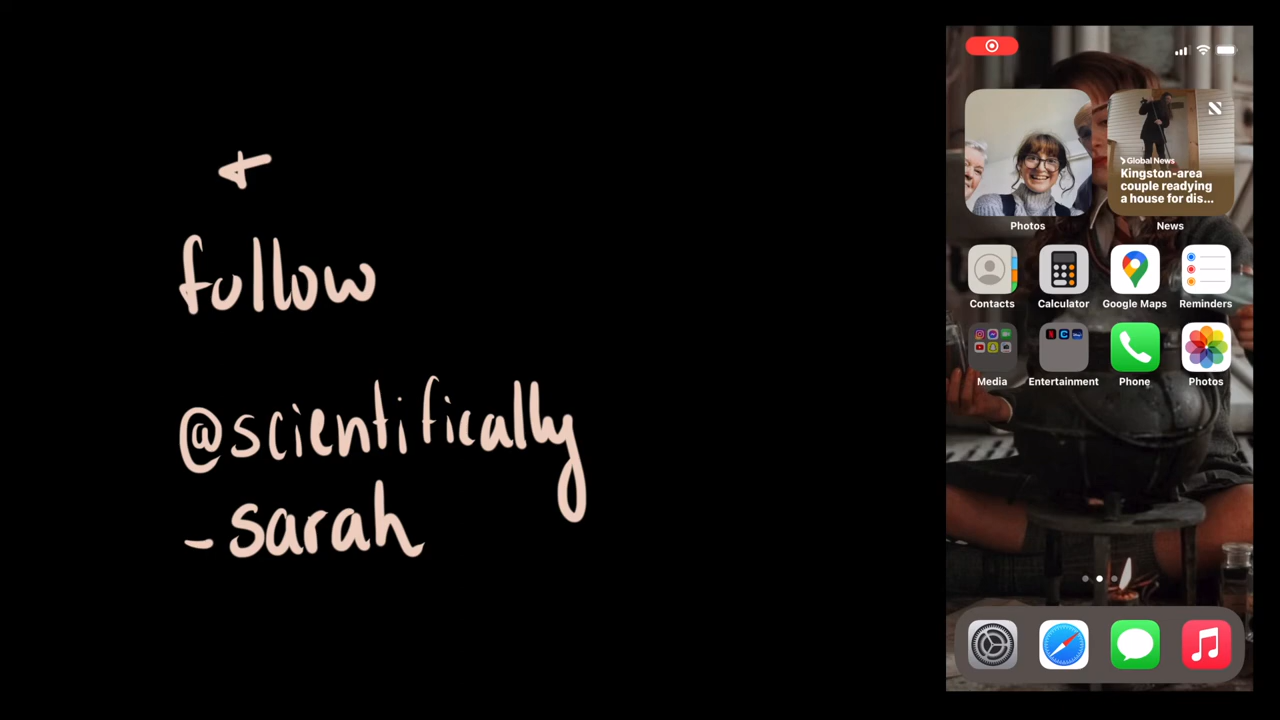 +
follow
@scientifically
_sarah
Global News
Kingston-area
couple readying
a house for dis...
Photos
News
Contacts
Calculator
Google Maps
Reminders
Media
Entertainment
Phone
Photos